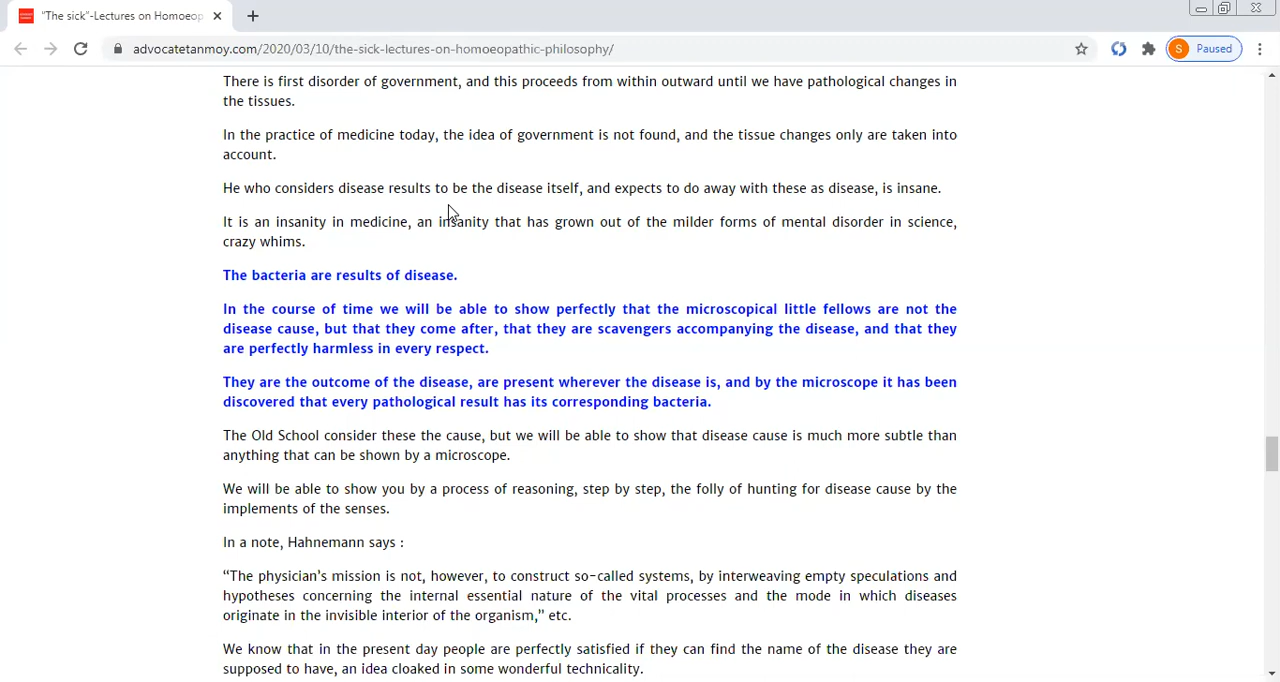 "The sick"-Lectures on Homoeop
advocatetanmoy.com/2020/03/10/the-sick-lectures-on-homoeopathic-philosophy/
S
Paused
There is first disorder of government, and this proceeds from within outward until we have pathological changes in
the tissues.
In the practice of medicine today, the idea of government is not found, and the tissue changes only are taken into
account.
He who considers disease results to be the disease itself, and expects to do away with these as disease, is insane.
It is an insanity in medicine, an insanity that has grown out of the milder forms of mental disorder in science,
crazy whims.
The bacteria are results of disease.
In the course of time we will be able to show perfectly that the microscopical little fellows are not the
disease cause, but that they come after, that they are scavengers accompanying the disease, and that they
are perfectly harmless in every respect.
They are the outcome of the disease, are present wherever the disease is, and by the microscope it has been
discovered that every pathological result has its corresponding bacteria.
The Old School consider these the cause, but we will be able to show that disease cause is much more subtle than
anything that can be shown by a microscope.
We will be able to show you by a process of reasoning, step by step, the folly of hunting for disease cause by the
implements of the senses.
In a note, Hahnemann says :
“The physician’s mission is not, however, to construct so-called systems, by interweaving empty speculations and
hypotheses concerning the internal essential nature of the vital processes and the mode in which diseases
originate in the invisible interior of the organism,” etc.
We know that in the present day people are perfectly satisfied if they can find the name of the disease they are
supposed to have, an idea cloaked in some wonderful technicality.